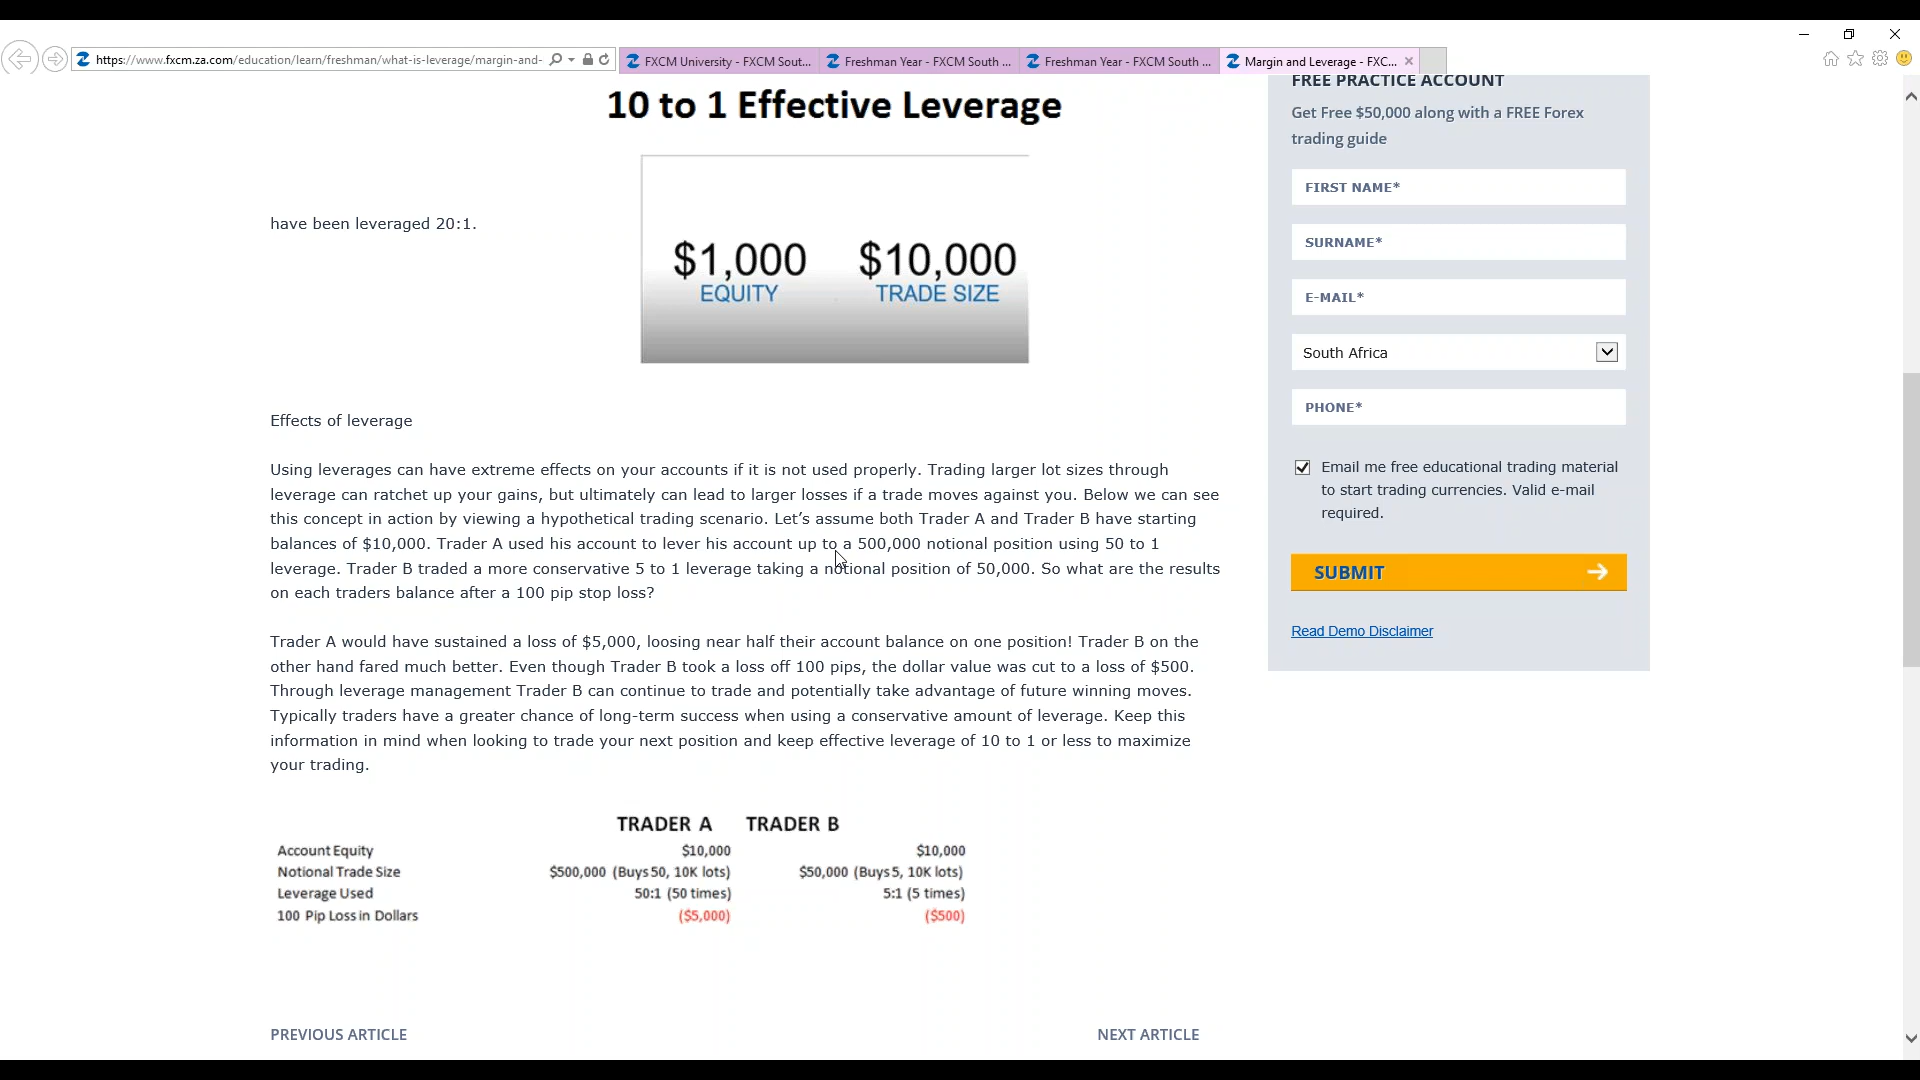 https://www.fxcm.za.com/education/learn/freshman/what-is-leverage/margin-and-
FXCM University - FXCM Sout...
Freshman Year - FXCM South ...
Freshman Year - FXCM South ...
Margin and Leverage - FXC...
10 to 1 Effective Leverage
have been leveraged 20:1.
$1,000
EQUITY
$10,000
TRADE SIZE
Effects of leverage
Using leverages can have extreme effects on your accounts if it is not used properly. Trading larger lot sizes through
leverage can ratchet up your gains, but ultimately can lead to larger losses if a trade moves against you. Below we can see
this concept in action by viewing a hypothetical trading scenario. Let’s assume both Trader A and Trader B have starting
balances of $10,000. Trader A used his account to lever his account up to a 500,000 notional position using 50 to 1
leverage. Trader B traded a more conservative 5 to 1 leverage taking a notional position of 50,000. So what are the results
on each traders balance after a 100 pip stop loss?
Trader A would have sustained a loss of $5,000, loosing near half their account balance on one position! Trader B on the
other hand fared much better. Even though Trader B took a loss off 100 pips, the dollar value was cut to a loss of $500.
Through leverage management Trader B can continue to trade and potentially take advantage of future winning moves.
Typically traders have a greater chance of long-term success when using a conservative amount of leverage. Keep this
information in mind when looking to trade your next position and keep effective leverage of 10 to 1 or less to maximize
your trading.
TRADER A TRADER B
Account Equity $10,000 $10,000
Notional Trade Size $500,000 (Buys 50, 10K lots) $50,000 (Buys 5, 10K lots)
Leverage Used 50:1 (50 times) 5:1 (5 times)
100 Pip Loss in Dollars ($5,000) ($500)
PREVIOUS ARTICLE
NEXT ARTICLE
FREE PRACTICE ACCOUNT
Get Free $50,000 along with a FREE Forex
trading guide
FIRST NAME*
SURNAME*
E-MAIL*
South Africa
PHONE*
Email me free educational trading material
to start trading currencies. Valid e-mail
required.
SUBMIT
Read Demo Disclaimer